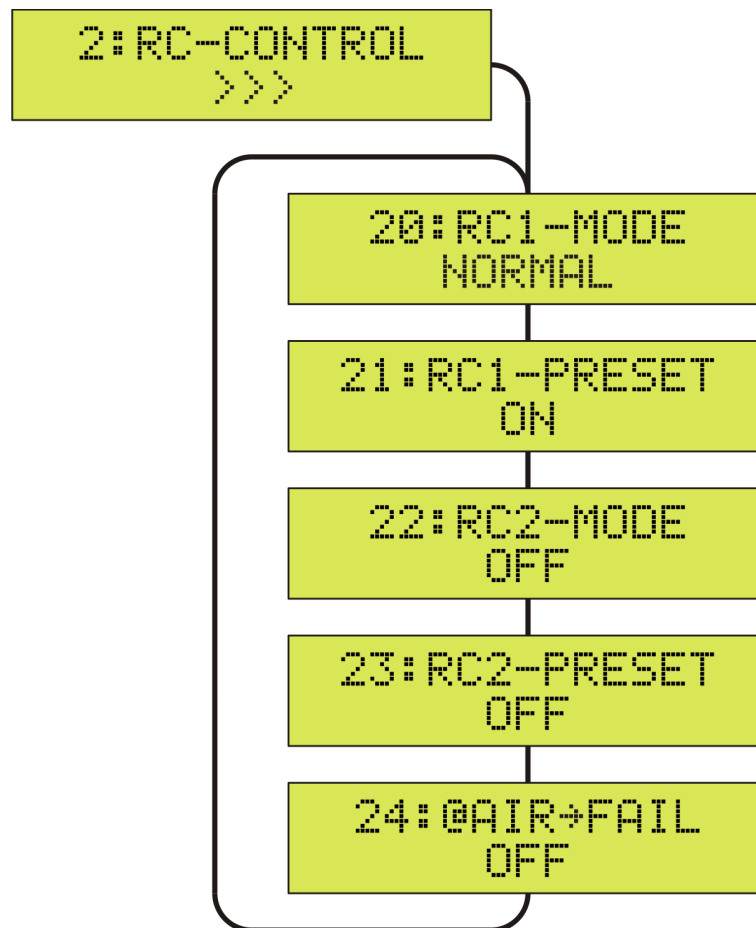 2:RC-CONTROL
>>>
20:RC1-MODE
NORMAL
21:RC1-PRESET
ON
22:RC2-MODE
OFF
23:RC2-PRESET
OFF
24:@AIR→FAIL
OFF